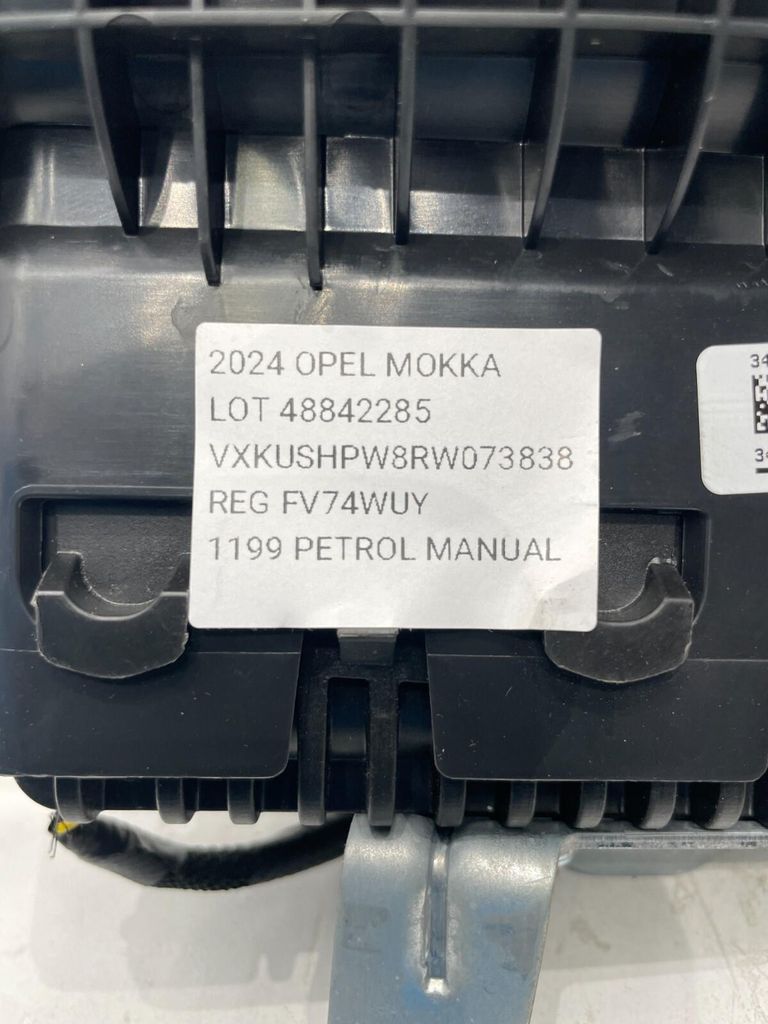 2024 OPEL MOKKA
LOT 48842285
VXKUSHPW8RW073838
REG FV74WUY
1199 PETROL MANUAL